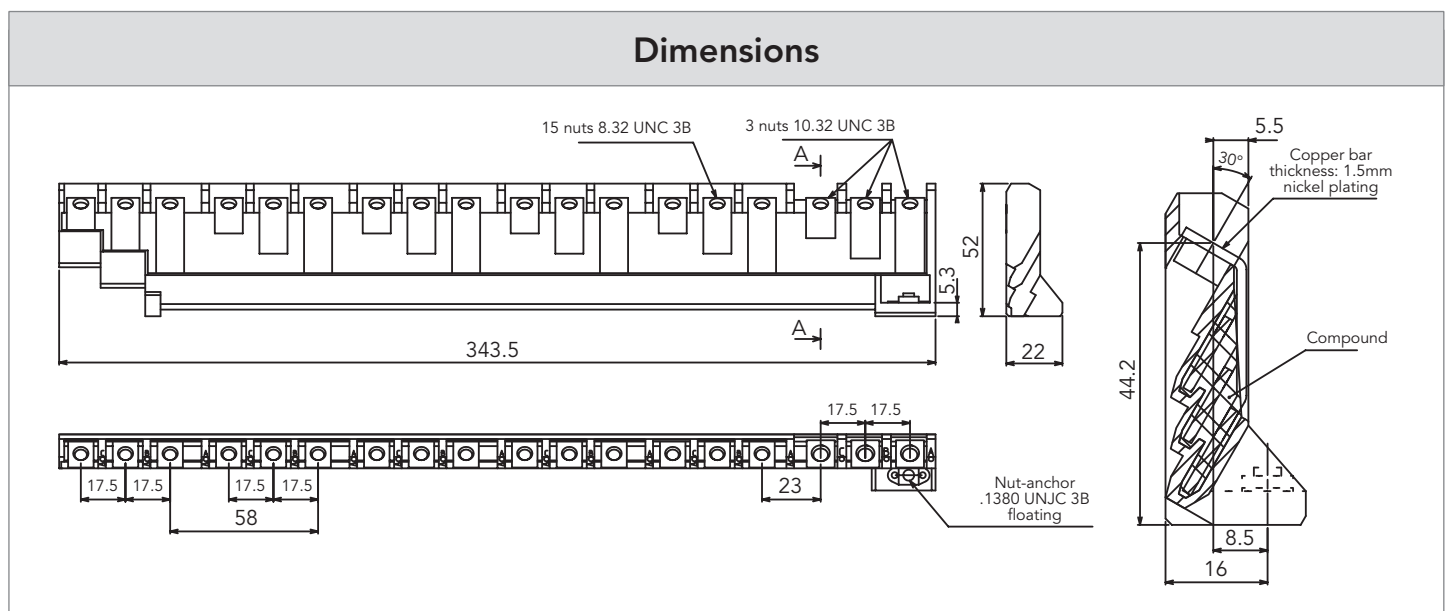 Dimensions
15 nuts 8.32 UNC 3B
3 nuts 10.32 UNC 3B
A
A
343.5
5.3
52
22
5.5
30°
Copper bar
thickness: 1.5mm
nickel plating
44.2
Compound
8.5
16
17.5
17.5
17.5
17.5
17.5
17.5
58
23
Nut-anchor
.1380 UNJC 3B
floating